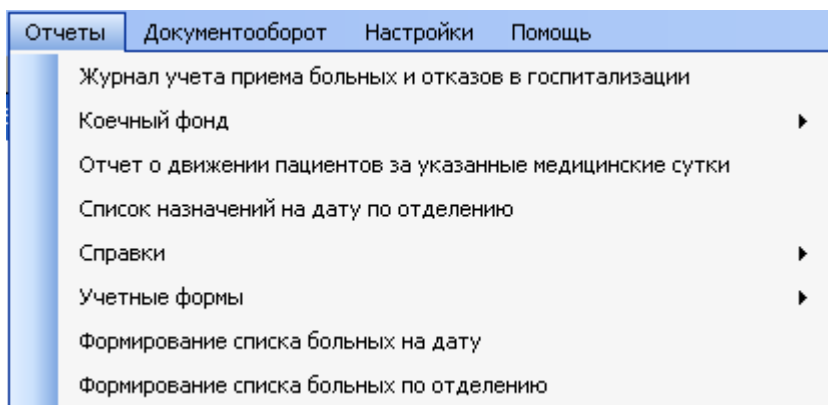 Отчеты Документооборот Настройки Помощь
Журнал учета приема больных и отказов в госпитализации
Коечный фонд
Отчет о движении пациентов за указанные медицинские сутки
Список назначений на дату по отделению
Справки
Учетные формы
Формирование списка больных на дату
Формирование списка больных по отделению